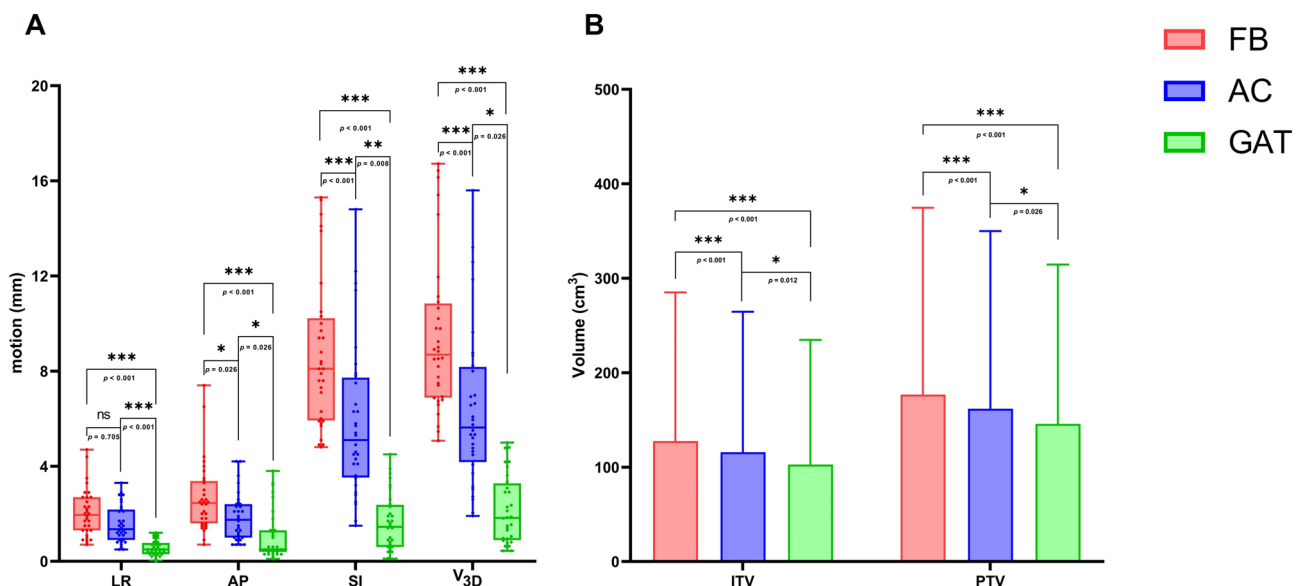 A
B
FB
AC
GAT
motion (mm)
20
16
12
8
4
0
***
p < 0.001
ns
p = 0.705
***
p < 0.001
***
p < 0.001
*
p = 0.026
*
p = 0.026
***
p < 0.001
***
p < 0.001
**
p = 0.008
***
p < 0.001
***
p < 0.001
*
p = 0.026
LR
AP
SI
V3D
Volume (cm³)
500
400
300
200
100
0
***
p < 0.001
***
p < 0.001
*
p = 0.012
***
p < 0.001
***
p < 0.001
*
p = 0.026
ITV
PTV